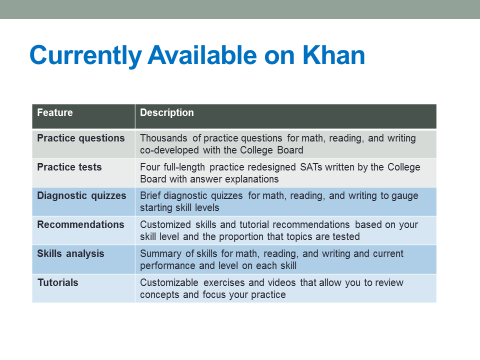 Currently Available on Khan
Feature Description
Practice questions Thousands of practice questions for math, reading, and writing
co-developed with the College Board
Practice tests Four full-length practice redesigned SATs written by the College
Board with answer explanations
Diagnostic quizzes Brief diagnostic quizzes for math, reading, and writing to gauge
starting skill levels
Recommendations Customized skills and tutorial recommendations based on your
skill level and the proportion that topics are tested
Skills analysis Summary of skills for math, reading, and writing and current
performance and level on each skill
Tutorials Customizable exercises and videos that allow you to review
concepts and focus your practice